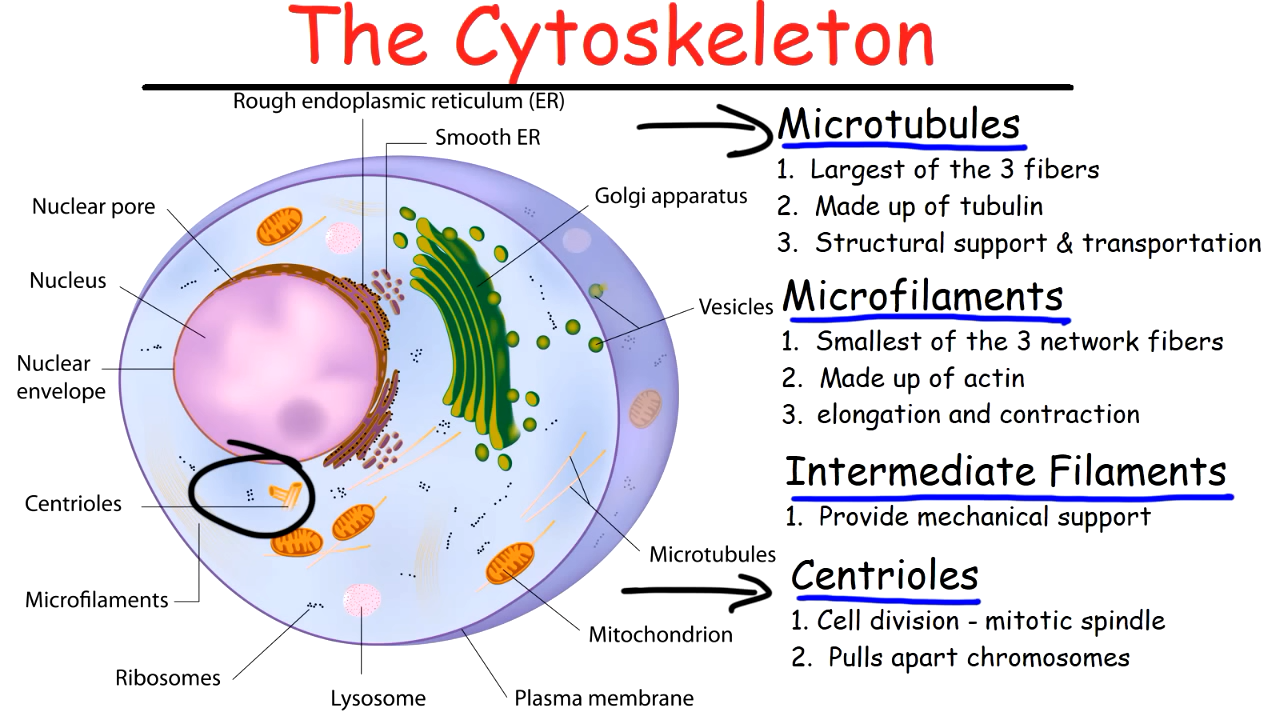 The Cytoskeleton
Rough endoplasmic reticulum (ER)
Smooth ER
Golgi apparatus
Nuclear pore
Nucleus
Vesicles
Nuclear
envelope
Centrioles
Microtubules
Microfilaments
Mitochondrion
Ribosomes
Lysosome
Plasma membrane
Microtubules
1. Largest of the 3 fibers
2. Made up of tubulin
3. Structural support & transportation
Microfilaments
1. Smallest of the 3 network fibers
2. Made up of actin
3. elongation and contraction
Intermediate Filaments
1. Provide mechanical support
Centrioles
1. Cell division - mitotic spindle
2. Pulls apart chromosomes